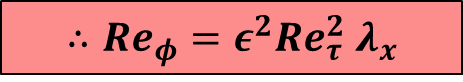 ∴ Re_ϕ = ϵ²Re_τ² λ_x